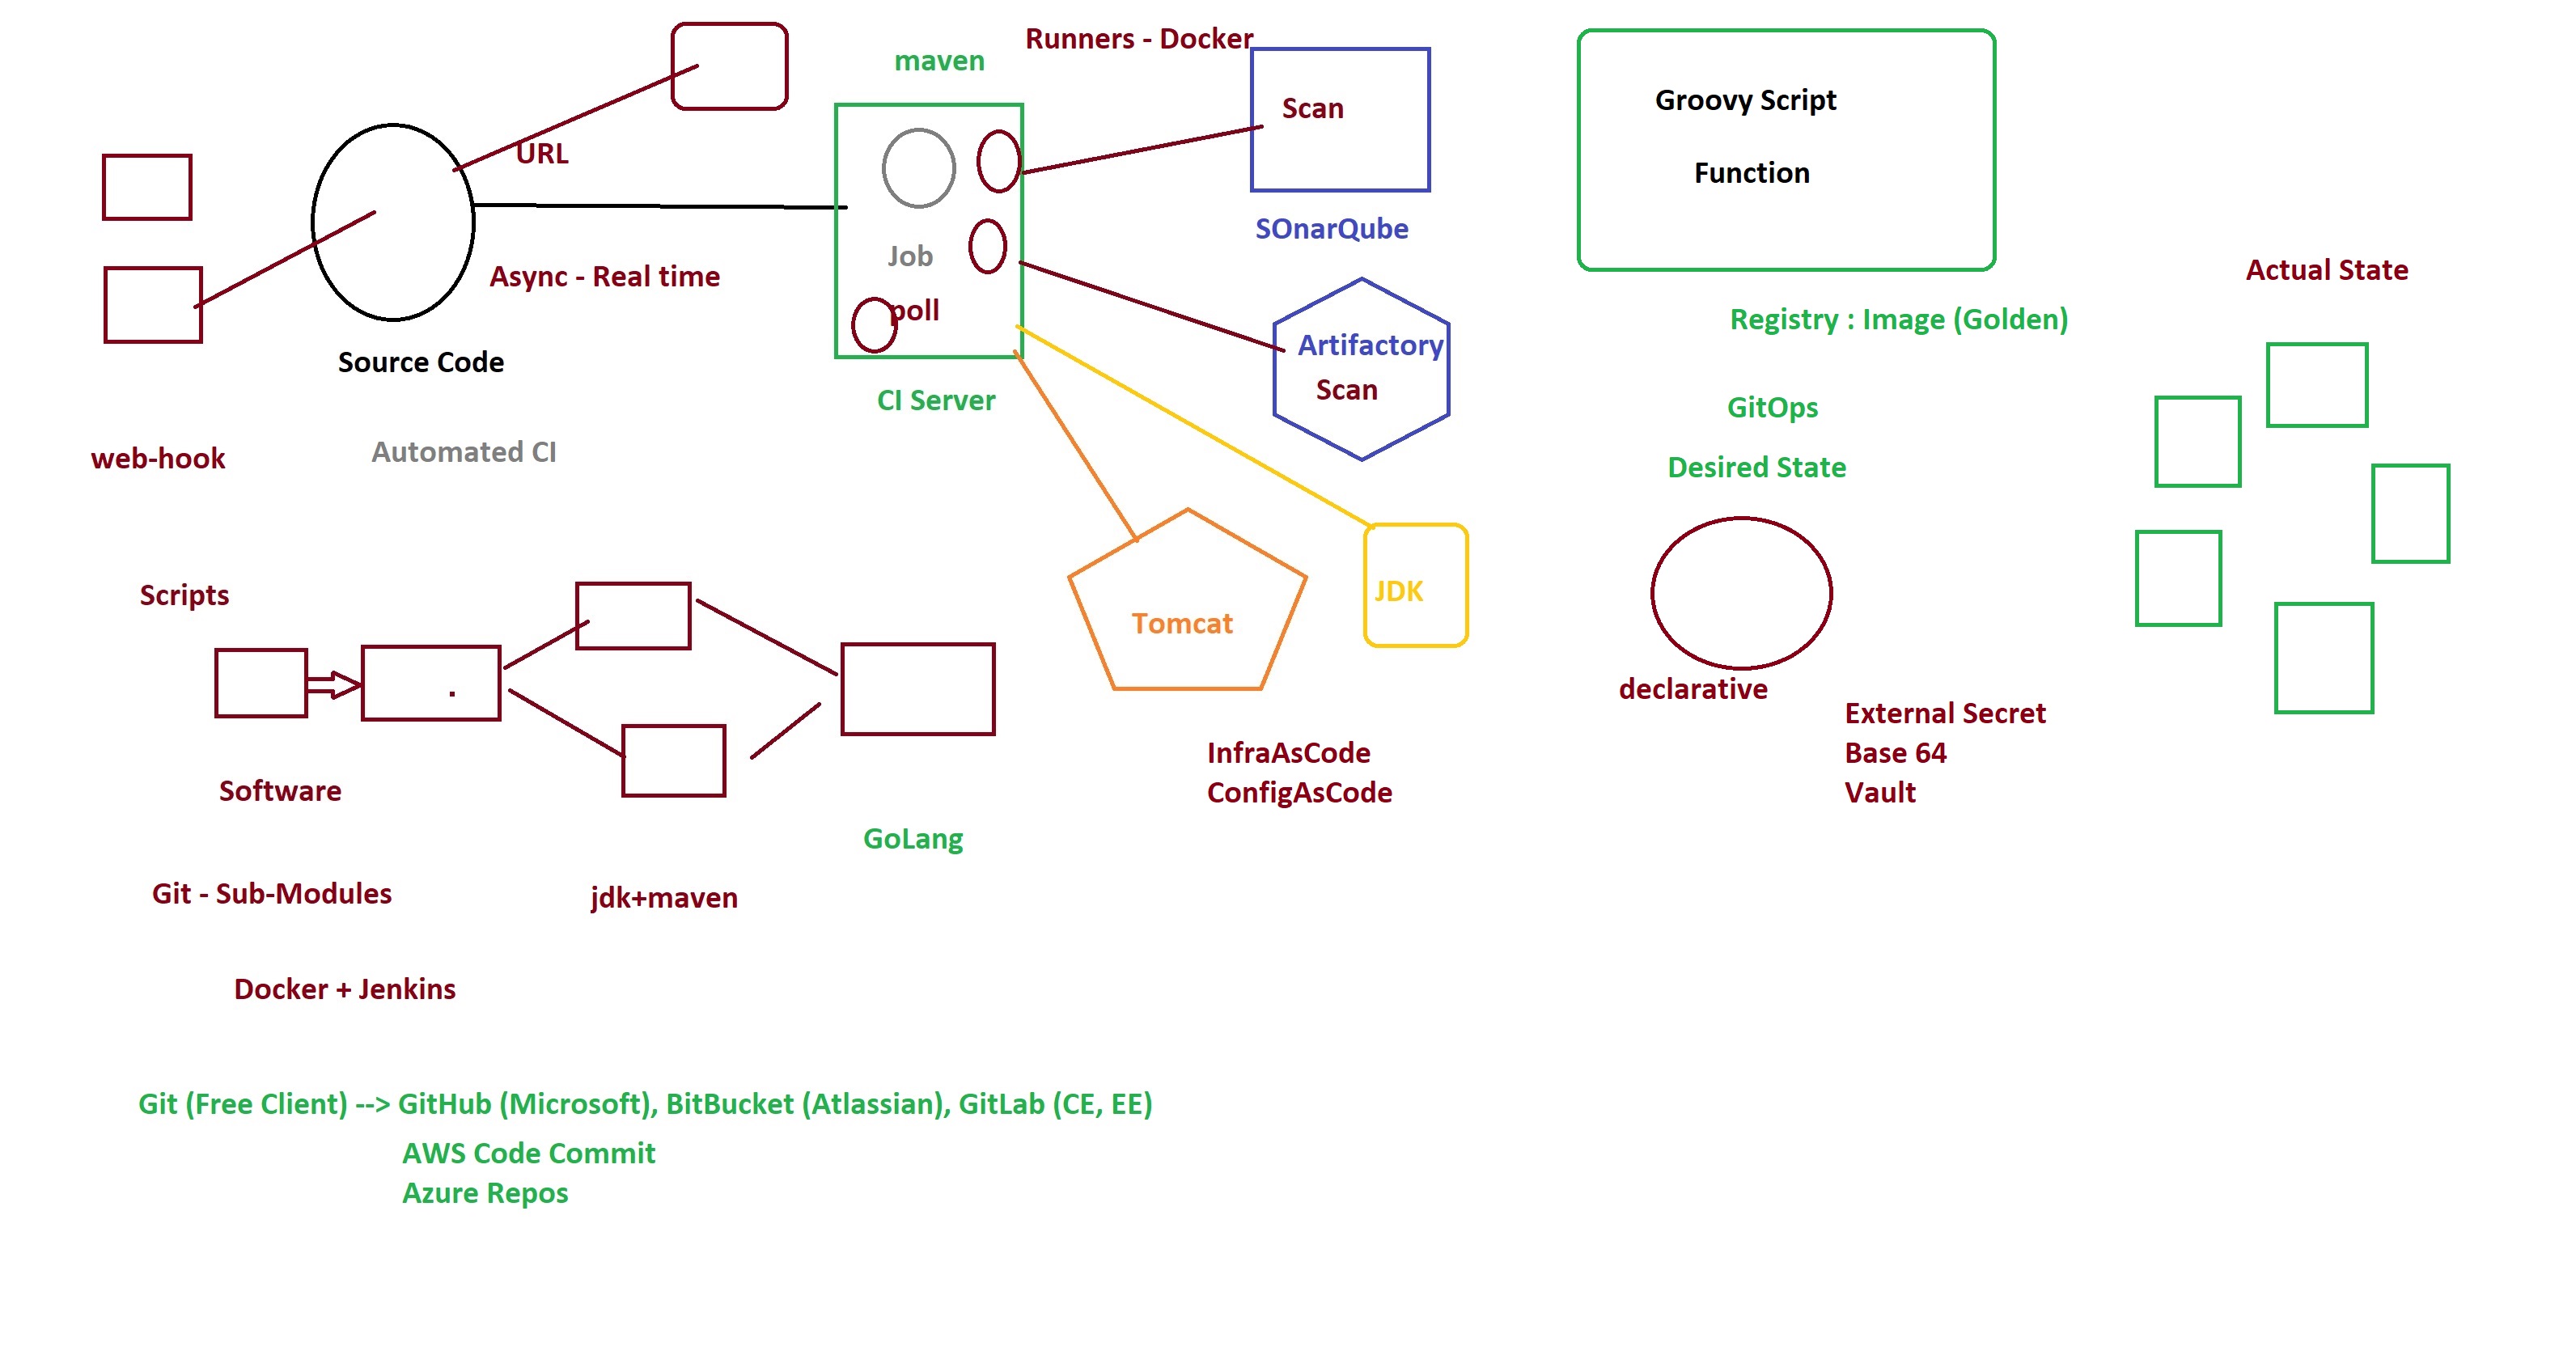 Runners - Docker
maven
Scan
Groovy Script
URL
Function
SOnarQube
Job
Async - Real time
Actual State
poll
Registry : Image (Golden)
Artifactory
Source Code
Scan
CI Server
GitOps
web-hook
Automated CI
Desired State
Scripts
JDK
Tomcat
declarative
External Secret
InfraAsCode
Base 64
Software
ConfigAsCode
Vault
GoLang
Git - Sub-Modules
jdk+maven
Docker + Jenkins
Git (Free Client) --> GitHub (Microsoft), BitBucket (Atlassian), GitLab (CE, EE)
AWS Code Commit
Azure Repos